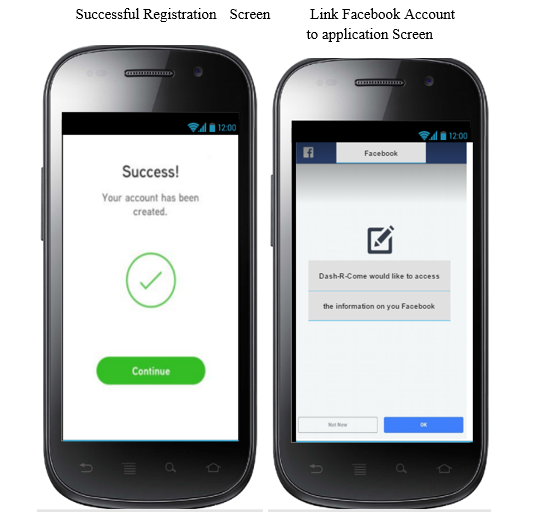 Successful Registration Screen
Link Facebook Account
to application Screen
12:00
Success!
Your account has been
created.
Continue
12:00
f
Facebook
Dash-R-Come would like to access
the information on you Facebook
Not Now
OK